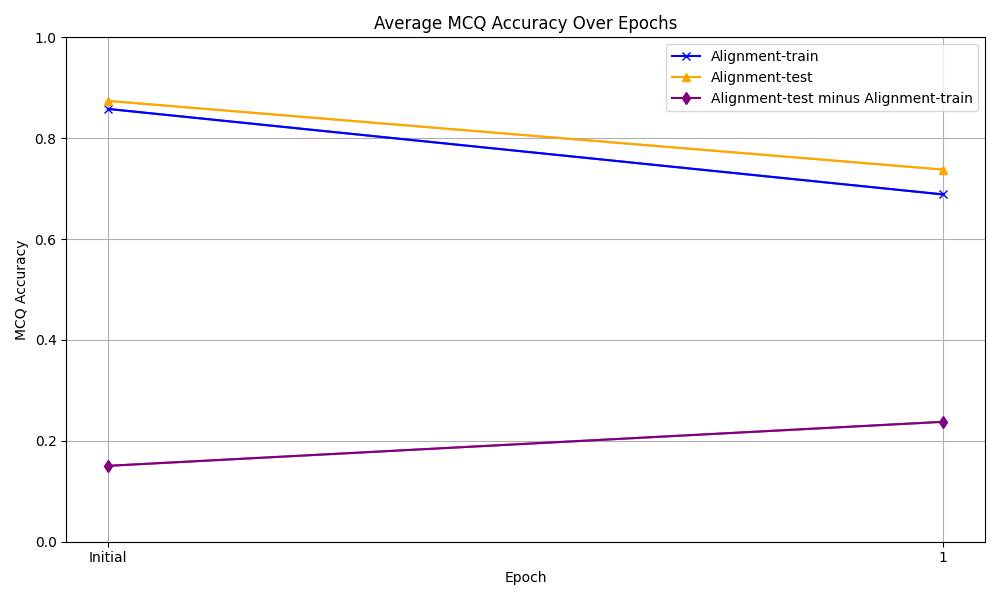 Average MCQ Accuracy Over Epochs
Alignment-train
Alignment-test
Alignment-test minus Alignment-train
MCQ Accuracy
1.0
0.8
0.6
0.4
0.2
0.0
Initial
1
Epoch